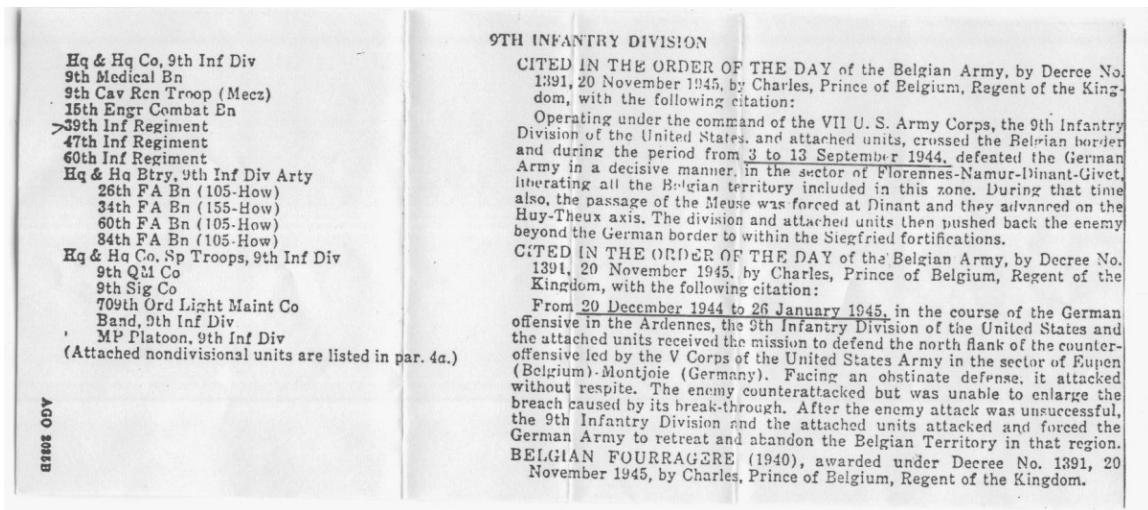 Hq & Hq Co, 9th Inf Div
9th Medical Bn
9th Cav Rcn Troop (Mecz)
15th Engr Combat Bn
>39th Inf Regiment
47th Inf Regiment
60th Inf Regiment
Hq & Hq Btry, 9th Inf Div Arty
26th FA Bn (105-How)
34th FA Bn (155-How)
60th FA Bn (105-How)
84th FA Bn (105-How)
Hq & Hq Co, Sp Troops, 9th Inf Div
9th QM Co
9th Sig Co
709th Ord Light Maint Co
Band, 9th Inf Div
MP Platoon, 9th Inf Div
(Attached nondivisional units are listed in par. 4a.)
AGO 2085B
9TH INFANTRY DIVISION
CITED IN THE ORDER OF THE DAY of the Belgian Army, by Decree No.
1391, 20 November 1945, by Charles, Prince of Belgium, Regent of the King-
dom, with the following citation:
Operating under the command of the VII U. S. Army Corps, the 9th Infantry
Division of the United States, and attached units, crossed the Belgian border
and during the period from 3 to 13 September 1944, defeated the German
Army in a decisive manner, in the sector of Florennes-Namur-Dinant-Givet,
liberating all the Belgian territory included in this zone. During that time
also, the passage of the Meuse was forced at Dinant and they advanced on the
Huy-Theux axis. The division and attached units then pushed back the enemy
beyond the German border to within the Siegfried fortifications.
CITED IN THE ORDER OF THE DAY of the Belgian Army, by Decree No.
1391, 20 November 1945, by Charles, Prince of Belgium, Regent of the
Kingdom, with the following citation:
From 20 December 1944 to 26 January 1945, in the course of the German
offensive in the Ardennes, the 9th Infantry Division of the United States and
the attached units received the mission to defend the north flank of the counter-
offensive led by the V Corps of the United States Army in the sector of Eupen
(Belgium)-Montjoie (Germany). Facing an obstinate defense, it attacked
without respite. The enemy counterattacked but was unable to enlarge the
breach caused by its break-through. After the enemy attack was unsuccessful,
the 9th Infantry Division and the attached units attacked and forced the
German Army to retreat and abandon the Belgian Territory in that region.
BELGIAN FOURRAGERE (1940), awarded under Decree No. 1391, 20
November 1945, by Charles, Prince of Belgium, Regent of the Kingdom.